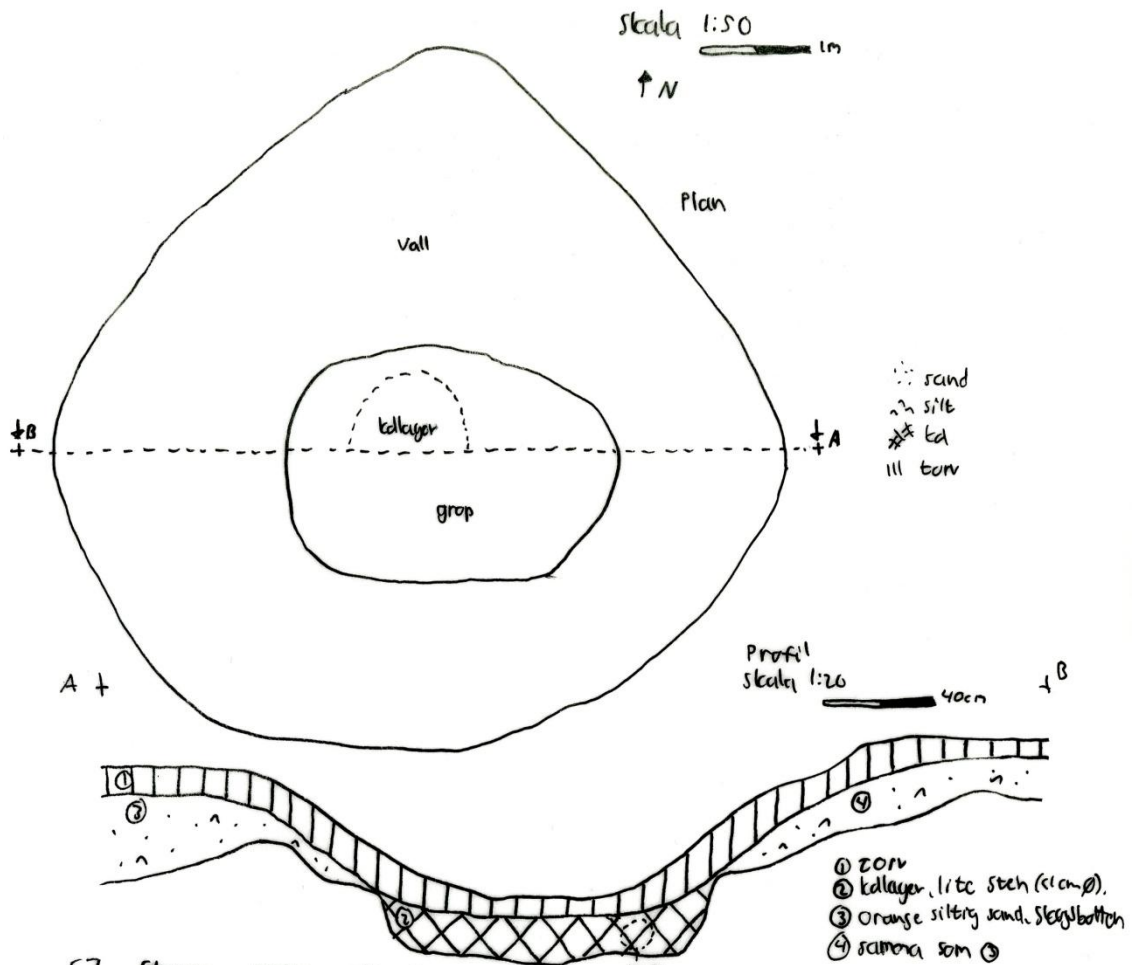 Skala 1:50
1m
N
Plan
Vall
kollager
B
A
grop
sand
silt
kol
torv
Profil
Skala 1:20
40cm
A
B
①
③
②
④
① torv
② kollager, lite sten (<1cm Ø).
③ Orange siltig sand.
④ samma som ③